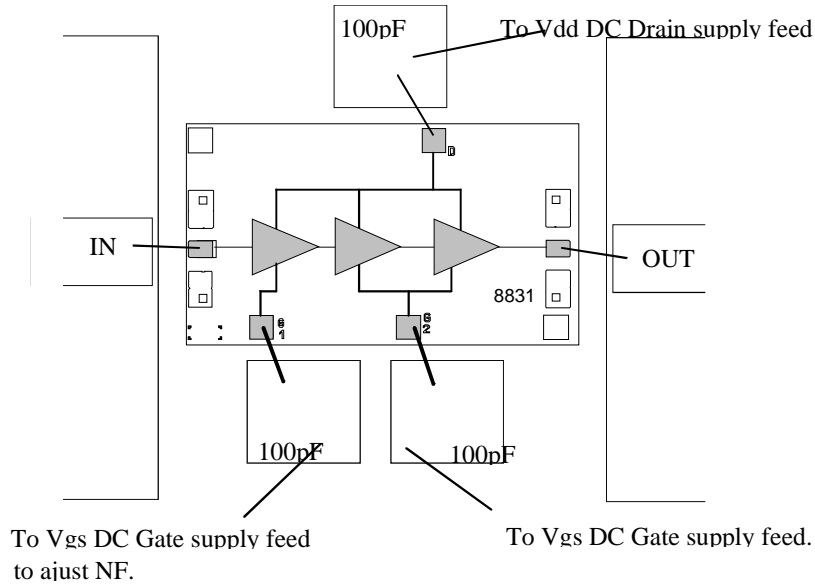 100pF
To Vdd DC Drain supply feed
D
IN
OUT
8831
G
1
G
2
100pF
100pF
To Vgs DC Gate supply feed
to ajust NF.
To Vgs DC Gate supply feed.